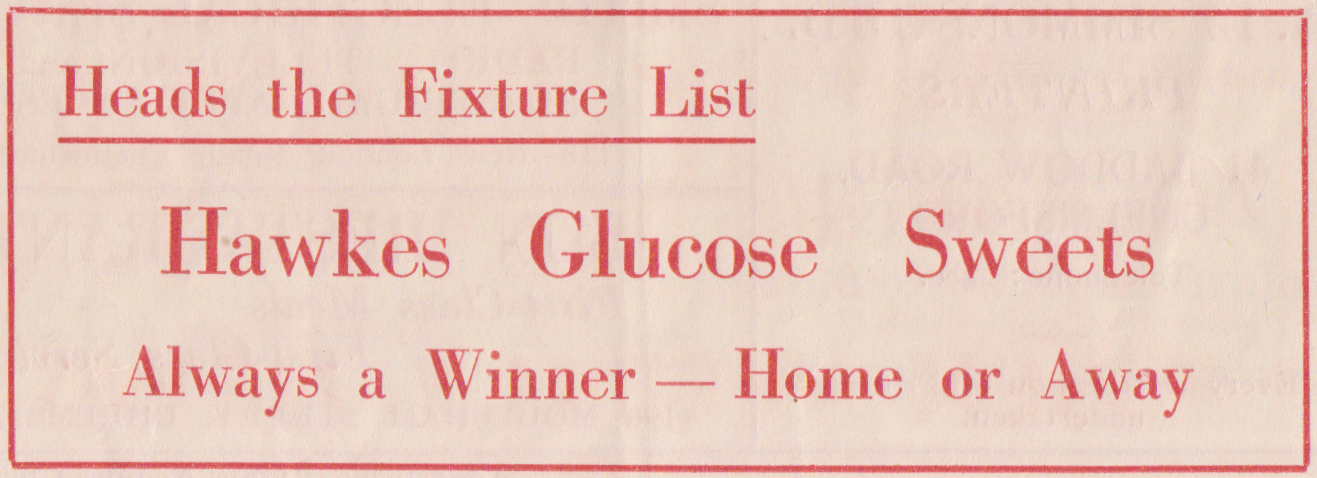 Heads the Fixture List
Hawkes Glucose Sweets
Always a Winner — Home or Away